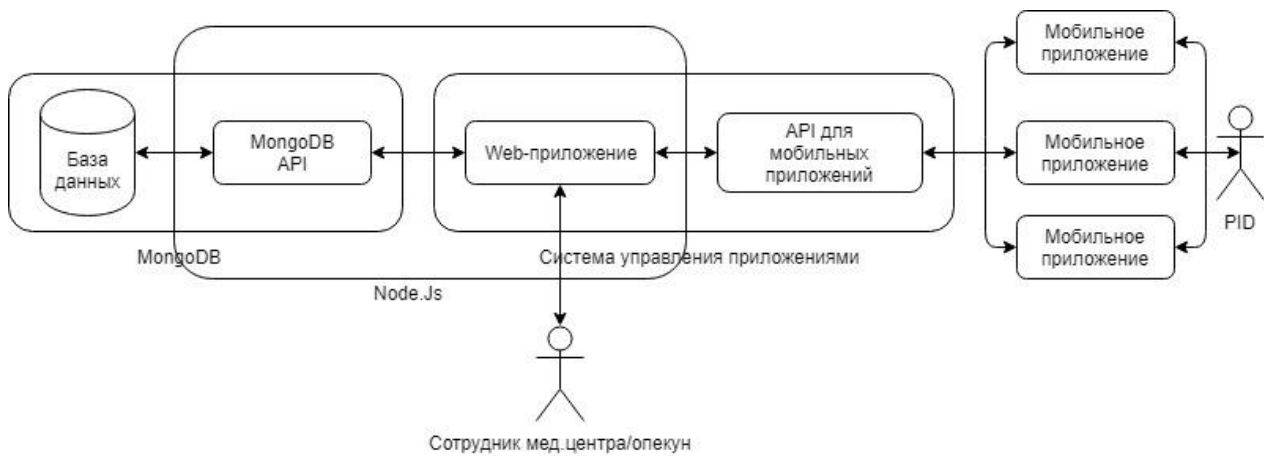 База
данных
MongoDB
API
MongoDB
Web-приложение
API для
мобильных
приложений
Система управления приложениями
Node.Js
Сотрудник мед.центра/опекун
Мобильное
приложение
Мобильное
приложение
Мобильное
приложение
PID